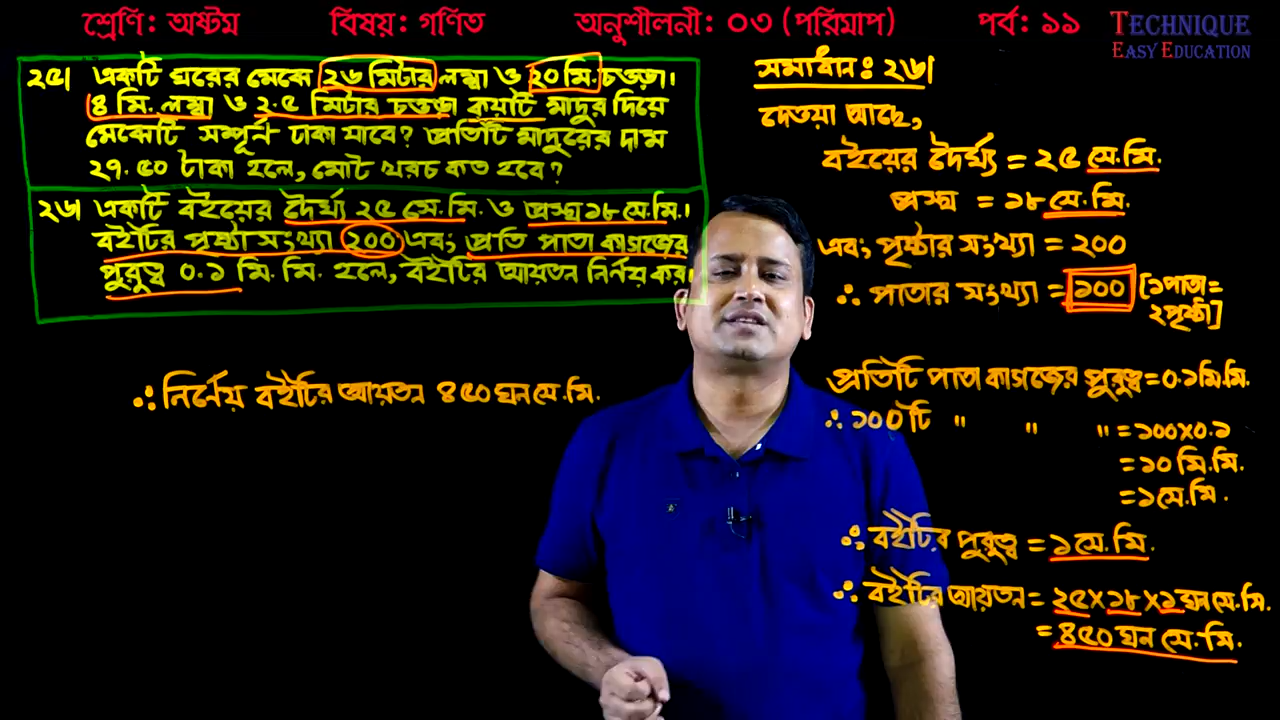 শ্রেণি: অষ্টম বিষয়: গণিত অনুশীলনী: ০৩ (পরিমাপ) পর্ব: ১১
TECHNIQUE
EASY EDUCATION
২৫। একটি ঘরের মেঝে ২৬ মিটার লম্বা ও ২০ মি. চওড়া।
৪ মি. লম্বা ও ২.৫ মিটার চওড়া কয়টি মাদুর দিয়ে
মেঝেটি সম্পূর্ণ ঢাকা যাবে? প্রতিটি মাদুরের দাম
২৭.৫০ টাকা হলে, মোট খরচ কত হবে?
২৬। একটি বইয়ের দৈর্ঘ্য ২৫ সে.মি. ও প্রস্থ ১৮ সে.মি.।
বইটির পৃষ্ঠা সংখ্যা ২০০ এবং প্রতি পাতা কাগজের
পুরুত্ব ০.১ মি.মি. হলে, বইটির আয়তন নির্ণয় কর।
∴ নির্ণেয় বইটির আয়তন ৪৫০ ঘন সে.মি.
সমাধান: ২৬।
দেওয়া আছে,
বইয়ের দৈর্ঘ্য = ২৫ সে.মি.
প্রস্থ = ১৮ সে.মি.
এবং পৃষ্ঠার সংখ্যা = ২০০
∴ পাতার সংখ্যা = ১০০ [১ পাতা=
২ পৃষ্ঠা]
প্রতিটি পাতা কাগজের পুরুত্ব = ০.১ মি.মি.
∴ ১০০ টি " " " = ১০০×০.১
= ১০ মি.মি.
= ১ সে.মি.
∴ বইটির পুরুত্ব = ১ সে.মি.
∴ বইটির আয়তন = ২৫×১৮×১ ঘন সে.মি.
= ৪৫০ ঘন সে.মি.